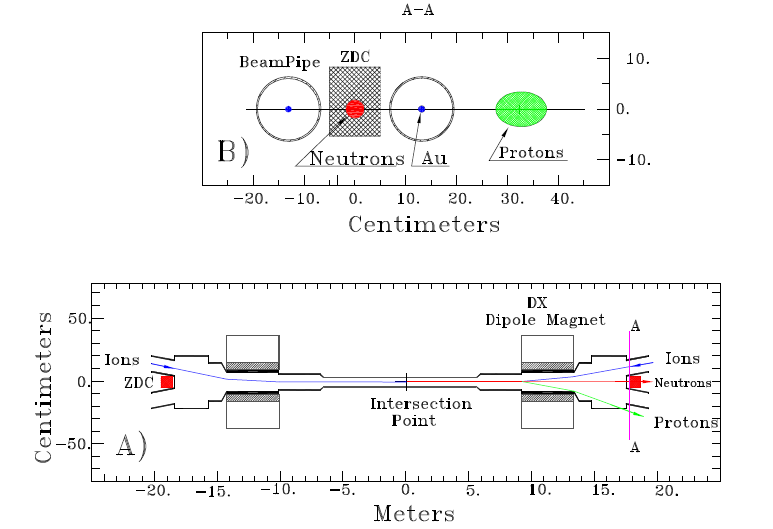 A-A
BeamPipe ZDC
10.
0.
-10.
B)
Neutrons Au Protons
-20. -10. 0. 10. 20. 30. 40.
Centimeters
DX
Dipole Magnet
50.
0.
-50.
Centimeters
A
Ions
Ions
ZDC
Neutrons
Intersection
Point
Protons
A)
A
-20. -15. -10. -5. 0. 5. 10. 15. 20.
Meters